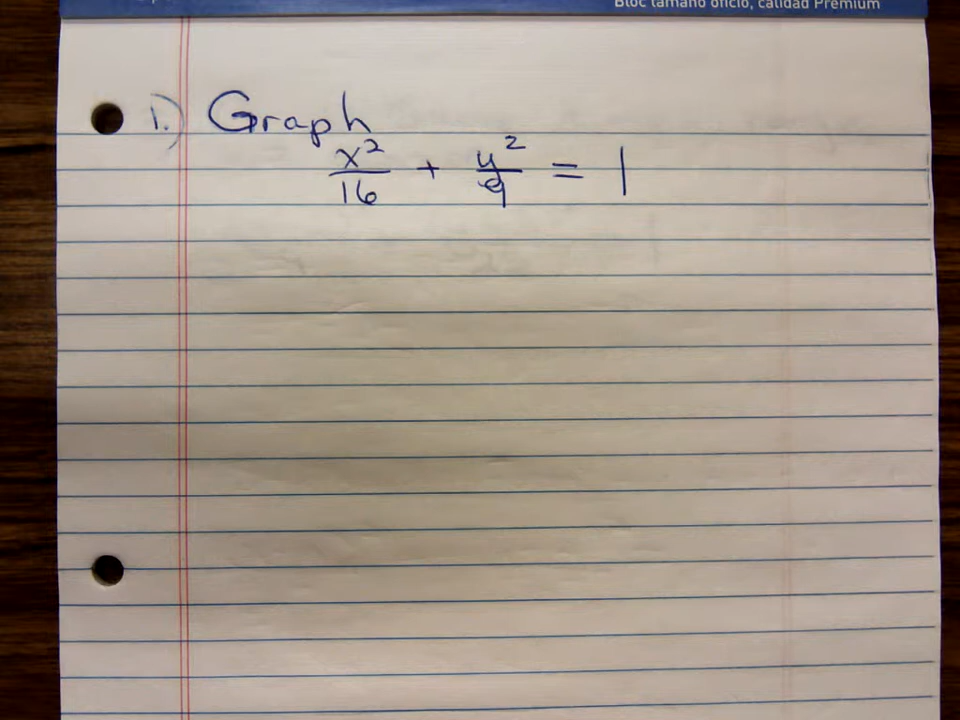 Bloc tamaño oficio, calidad Premium
1.) Graph
x²/16 + y²/9 = 1